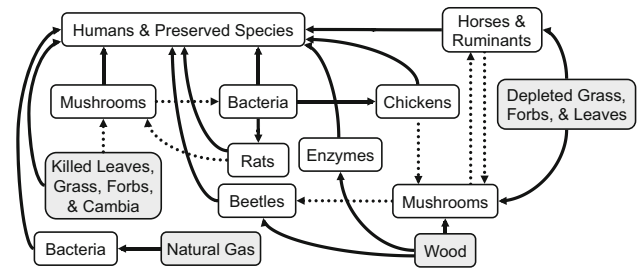 Humans & Preserved Species
Horses &
Ruminants
Mushrooms
Bacteria
Chickens
Depleted Grass,
Forbs, & Leaves
Killed Leaves,
Grass, Forbs,
& Cambia
Rats
Enzymes
Beetles
Mushrooms
Bacteria
Natural Gas
Wood